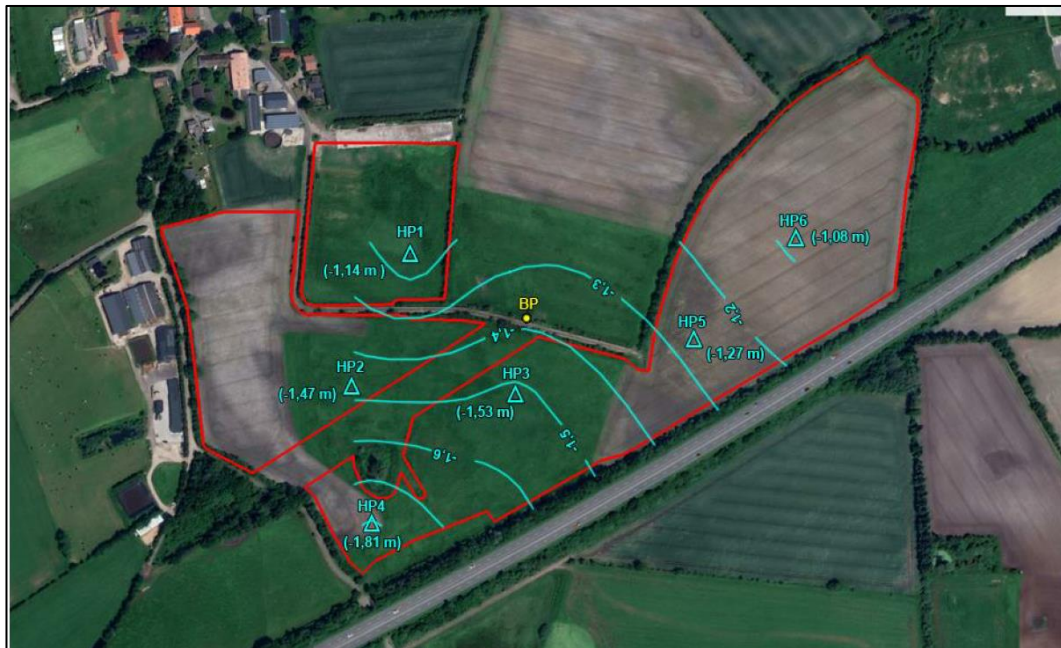 HP1
(-1,14 m )
HP6
(-1,08 m)
-1,3
-1,2
BP
-1,4
HP5
(-1,27 m)
HP2
(-1,47 m)
HP3
(-1,53 m)
-1,5
-1,6
HP4
(-1,81 m)